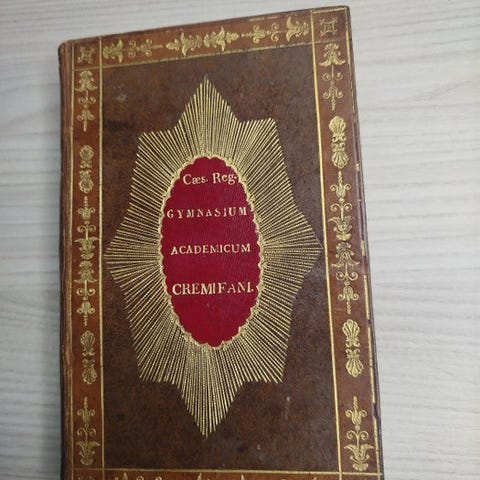 Cæs. Reg.
GYMNASIUM
ACADEMICUM
CREMIFANI.